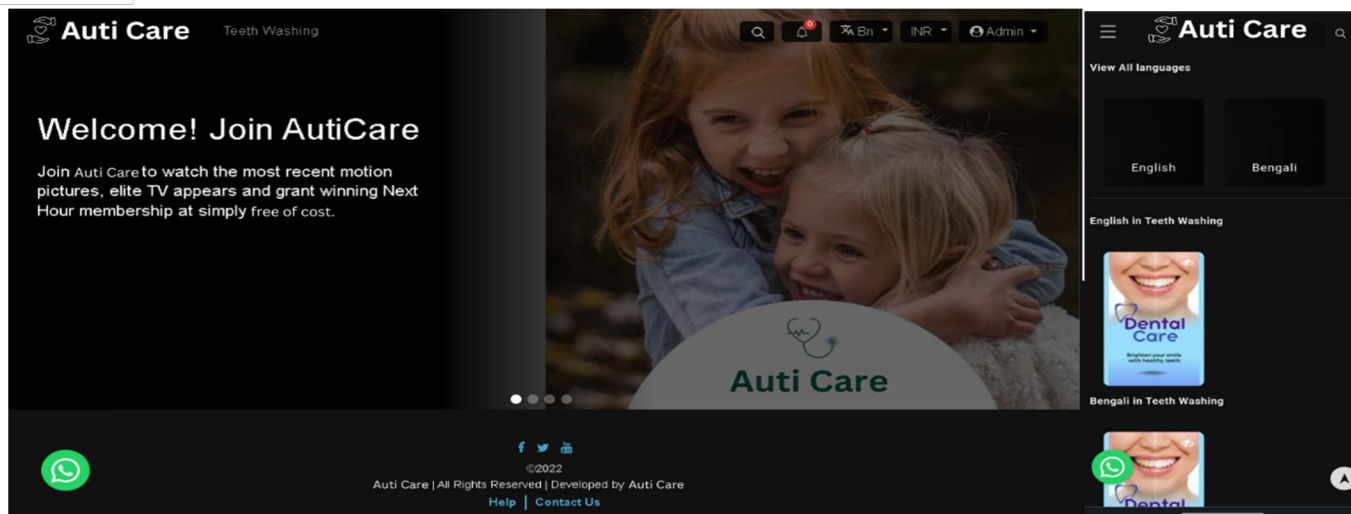 Auti Care
Teeth Washing
0
Bn
INR
Admin
Welcome! Join AutiCare
Join Auti Care to watch the most recent motion
pictures, elite TV appears and grant winning Next
Hour membership at simply free of cost.
Auti Care
©2022
Auti Care | All Rights Reserved | Developed by Auti Care
Help | Contact Us
Auti Care
View All languages
English
Bengali
English in Teeth Washing
Dental
Care
Brighten your smile
with healthy teeth.
Bengali in Teeth Washing
Dental